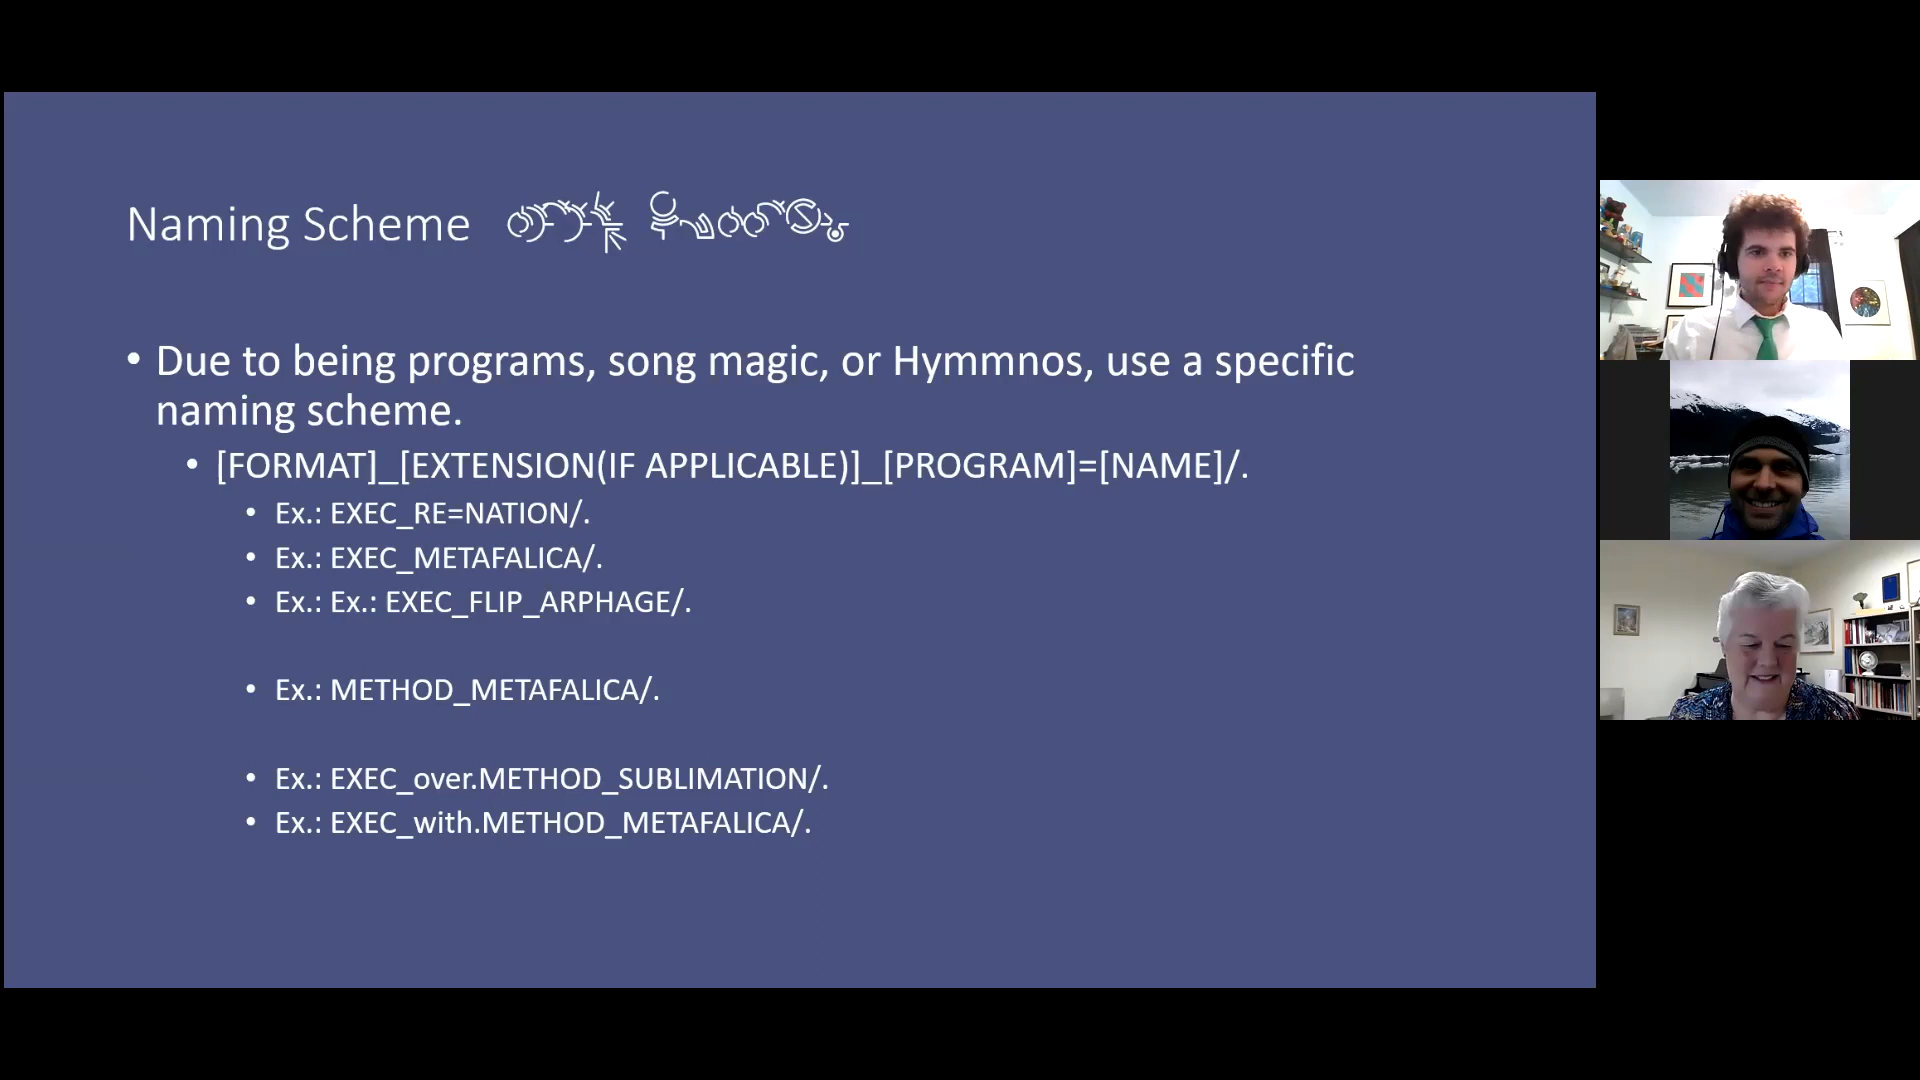 Naming Scheme
• Due to being programs, song magic, or Hymmnos, use a specific
naming scheme.
• [FORMAT]_[EXTENSION(IF APPLICABLE)]_[PROGRAM]=[NAME]/.
• Ex.: EXEC_RE=NATION/.
• Ex.: EXEC_METAFALICA/.
• Ex.: Ex.: EXEC_FLIP_ARPHAGE/.
• Ex.: METHOD_METAFALICA/.
• Ex.: EXEC_over.METHOD_SUBLIMATION/.
• Ex.: EXEC_with.METHOD_METAFALICA/.